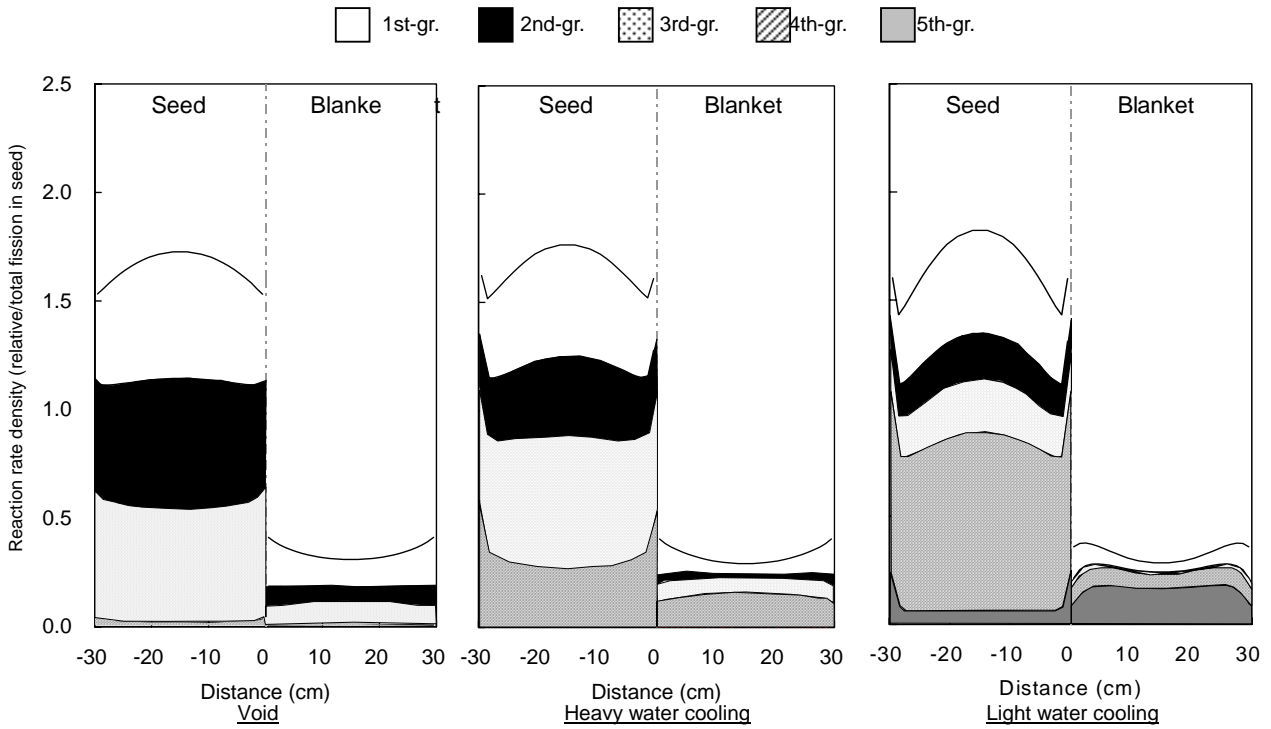 1st-gr. 2nd-gr. 3rd-gr. 4th-gr. 5th-gr.
Reaction rate density (relative/total fission in seed)
2.5
2.0
1.5
1.0
0.5
0.0
Seed Blanke t
-30 -20 -10 0 10 20 30
Distance (cm)
Void
Seed Blanket
-30 -20 -10 0 10 20 30
Distance (cm)
Heavy water cooling
Seed Blanket
-30 -20 -10 0 10 20 30
Distance (cm)
Light water cooling